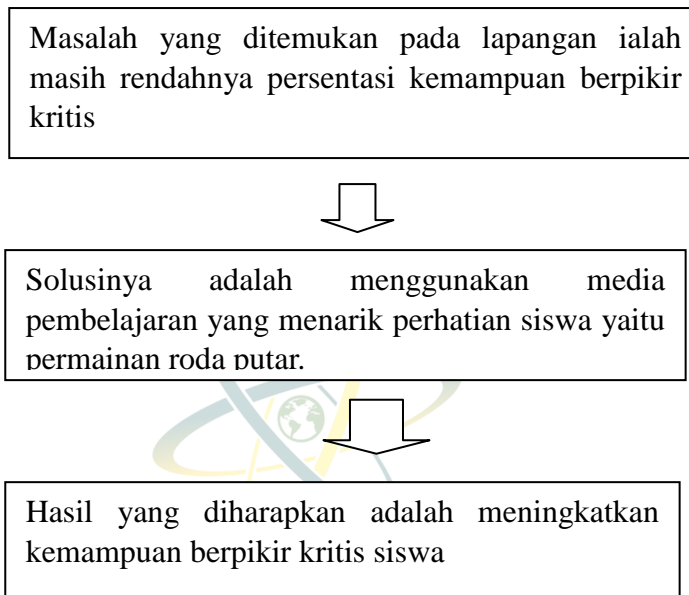 Masalah yang ditemukan pada lapangan ialah
masih rendahnya persentasi kemampuan berpikir
kritis
Solusinya adalah menggunakan media
pembelajaran yang menarik perhatian siswa yaitu
permainan roda putar.
Hasil yang diharapkan adalah meningkatkan
kemampuan berpikir kritis siswa